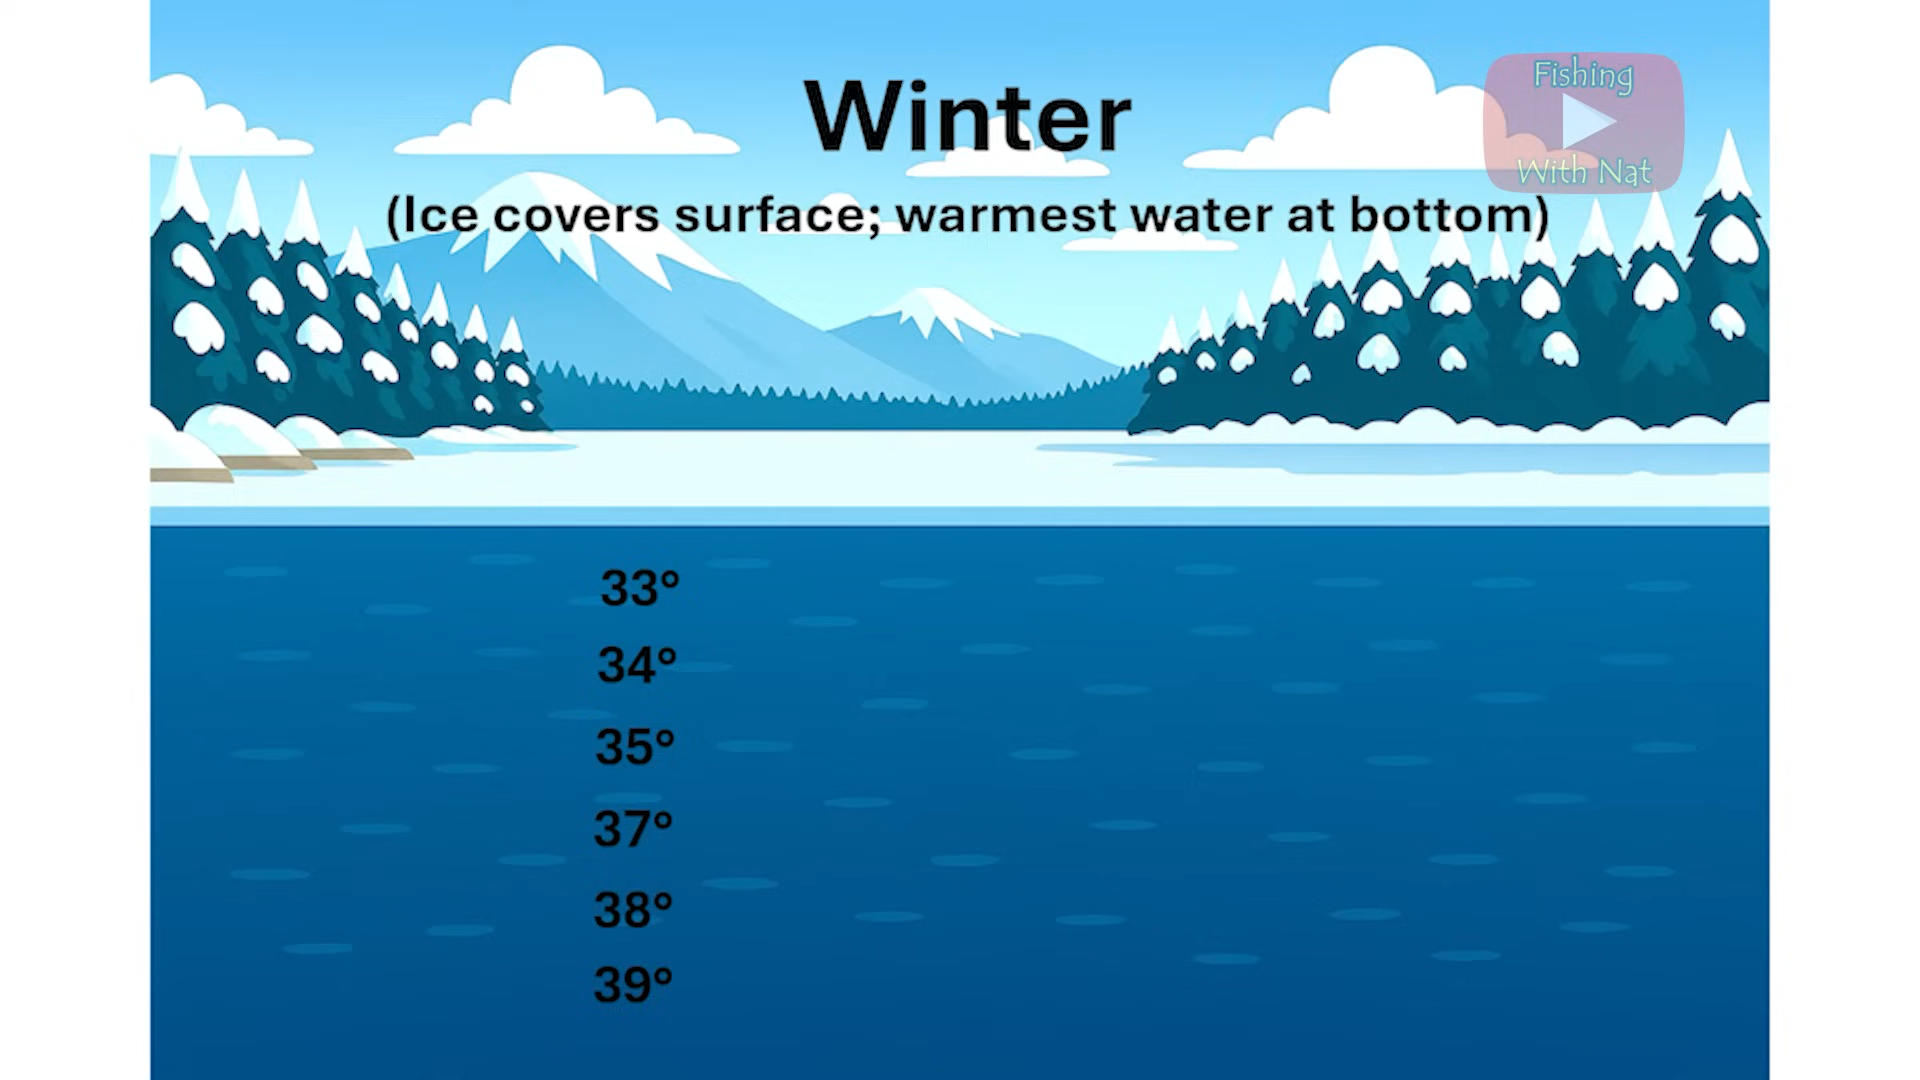 Winter
Fishing
With Nat
(Ice covers surface; warmest water at bottom)
33°
34°
35°
37°
38°
39°